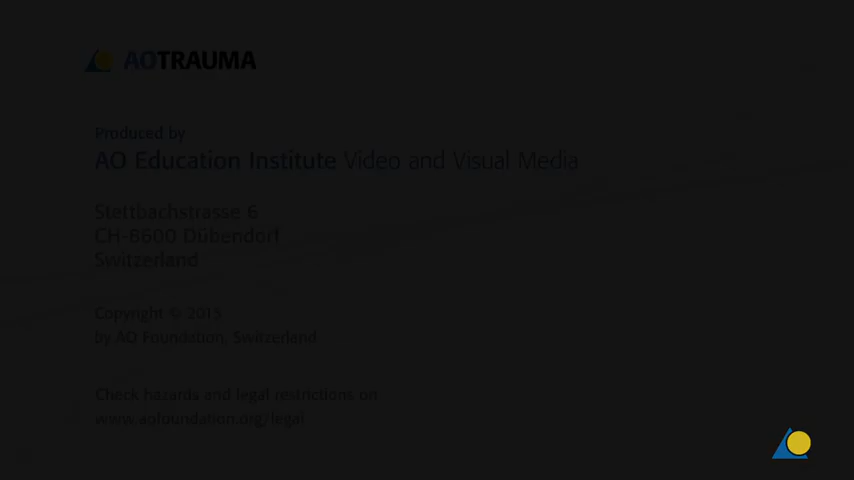 AOTRAUMA
Produced by
AO Education Institute Video and Visual Media
Stettbachstrasse 6
CH-8600 Dübendorf
Switzerland
Copyright © 2015
by AO Foundation, Switzerland
Check hazards and legal restrictions on
www.aofoundation.org/legal